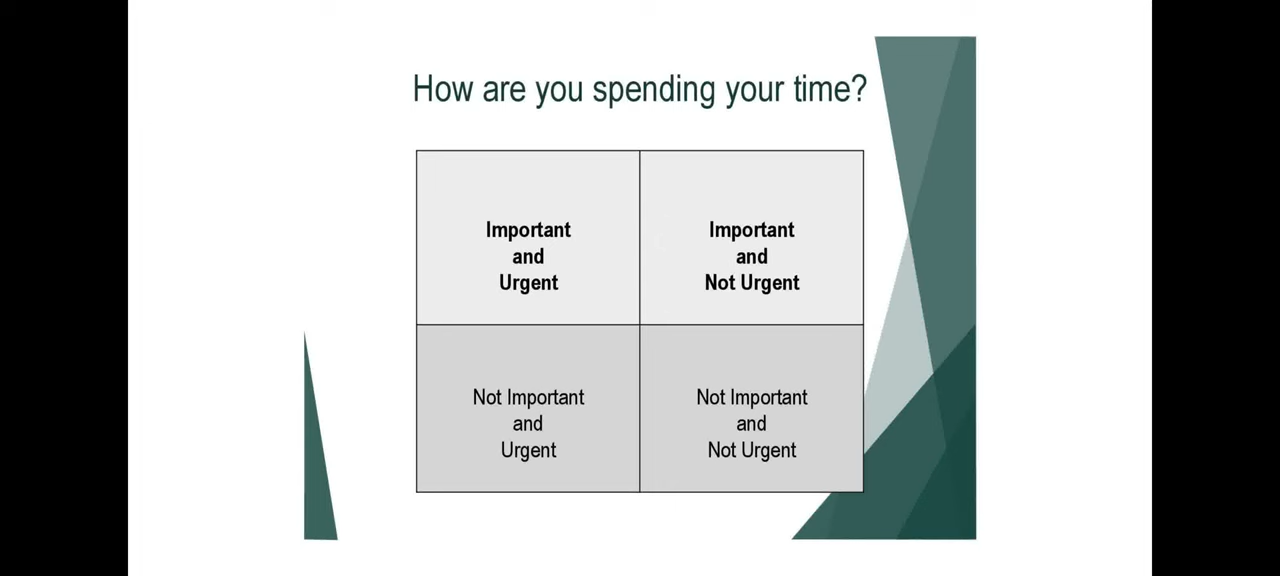 How are you spending your time?
Important
and
Urgent
Important
and
Not Urgent
Not Important
and
Urgent
Not Important
and
Not Urgent